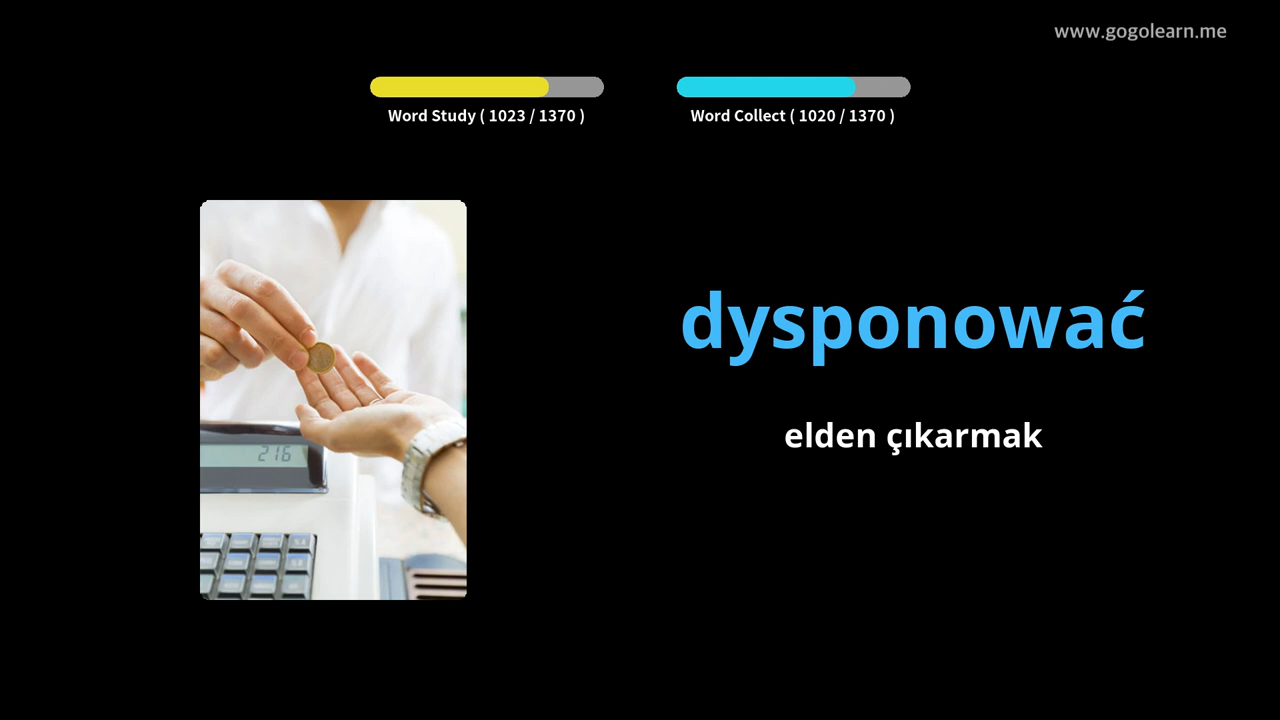 www.gogolearn.me
Word Study ( 1023 / 1370 )
Word Collect ( 1020 / 1370 )
dysponować
elden çıkarmak
216